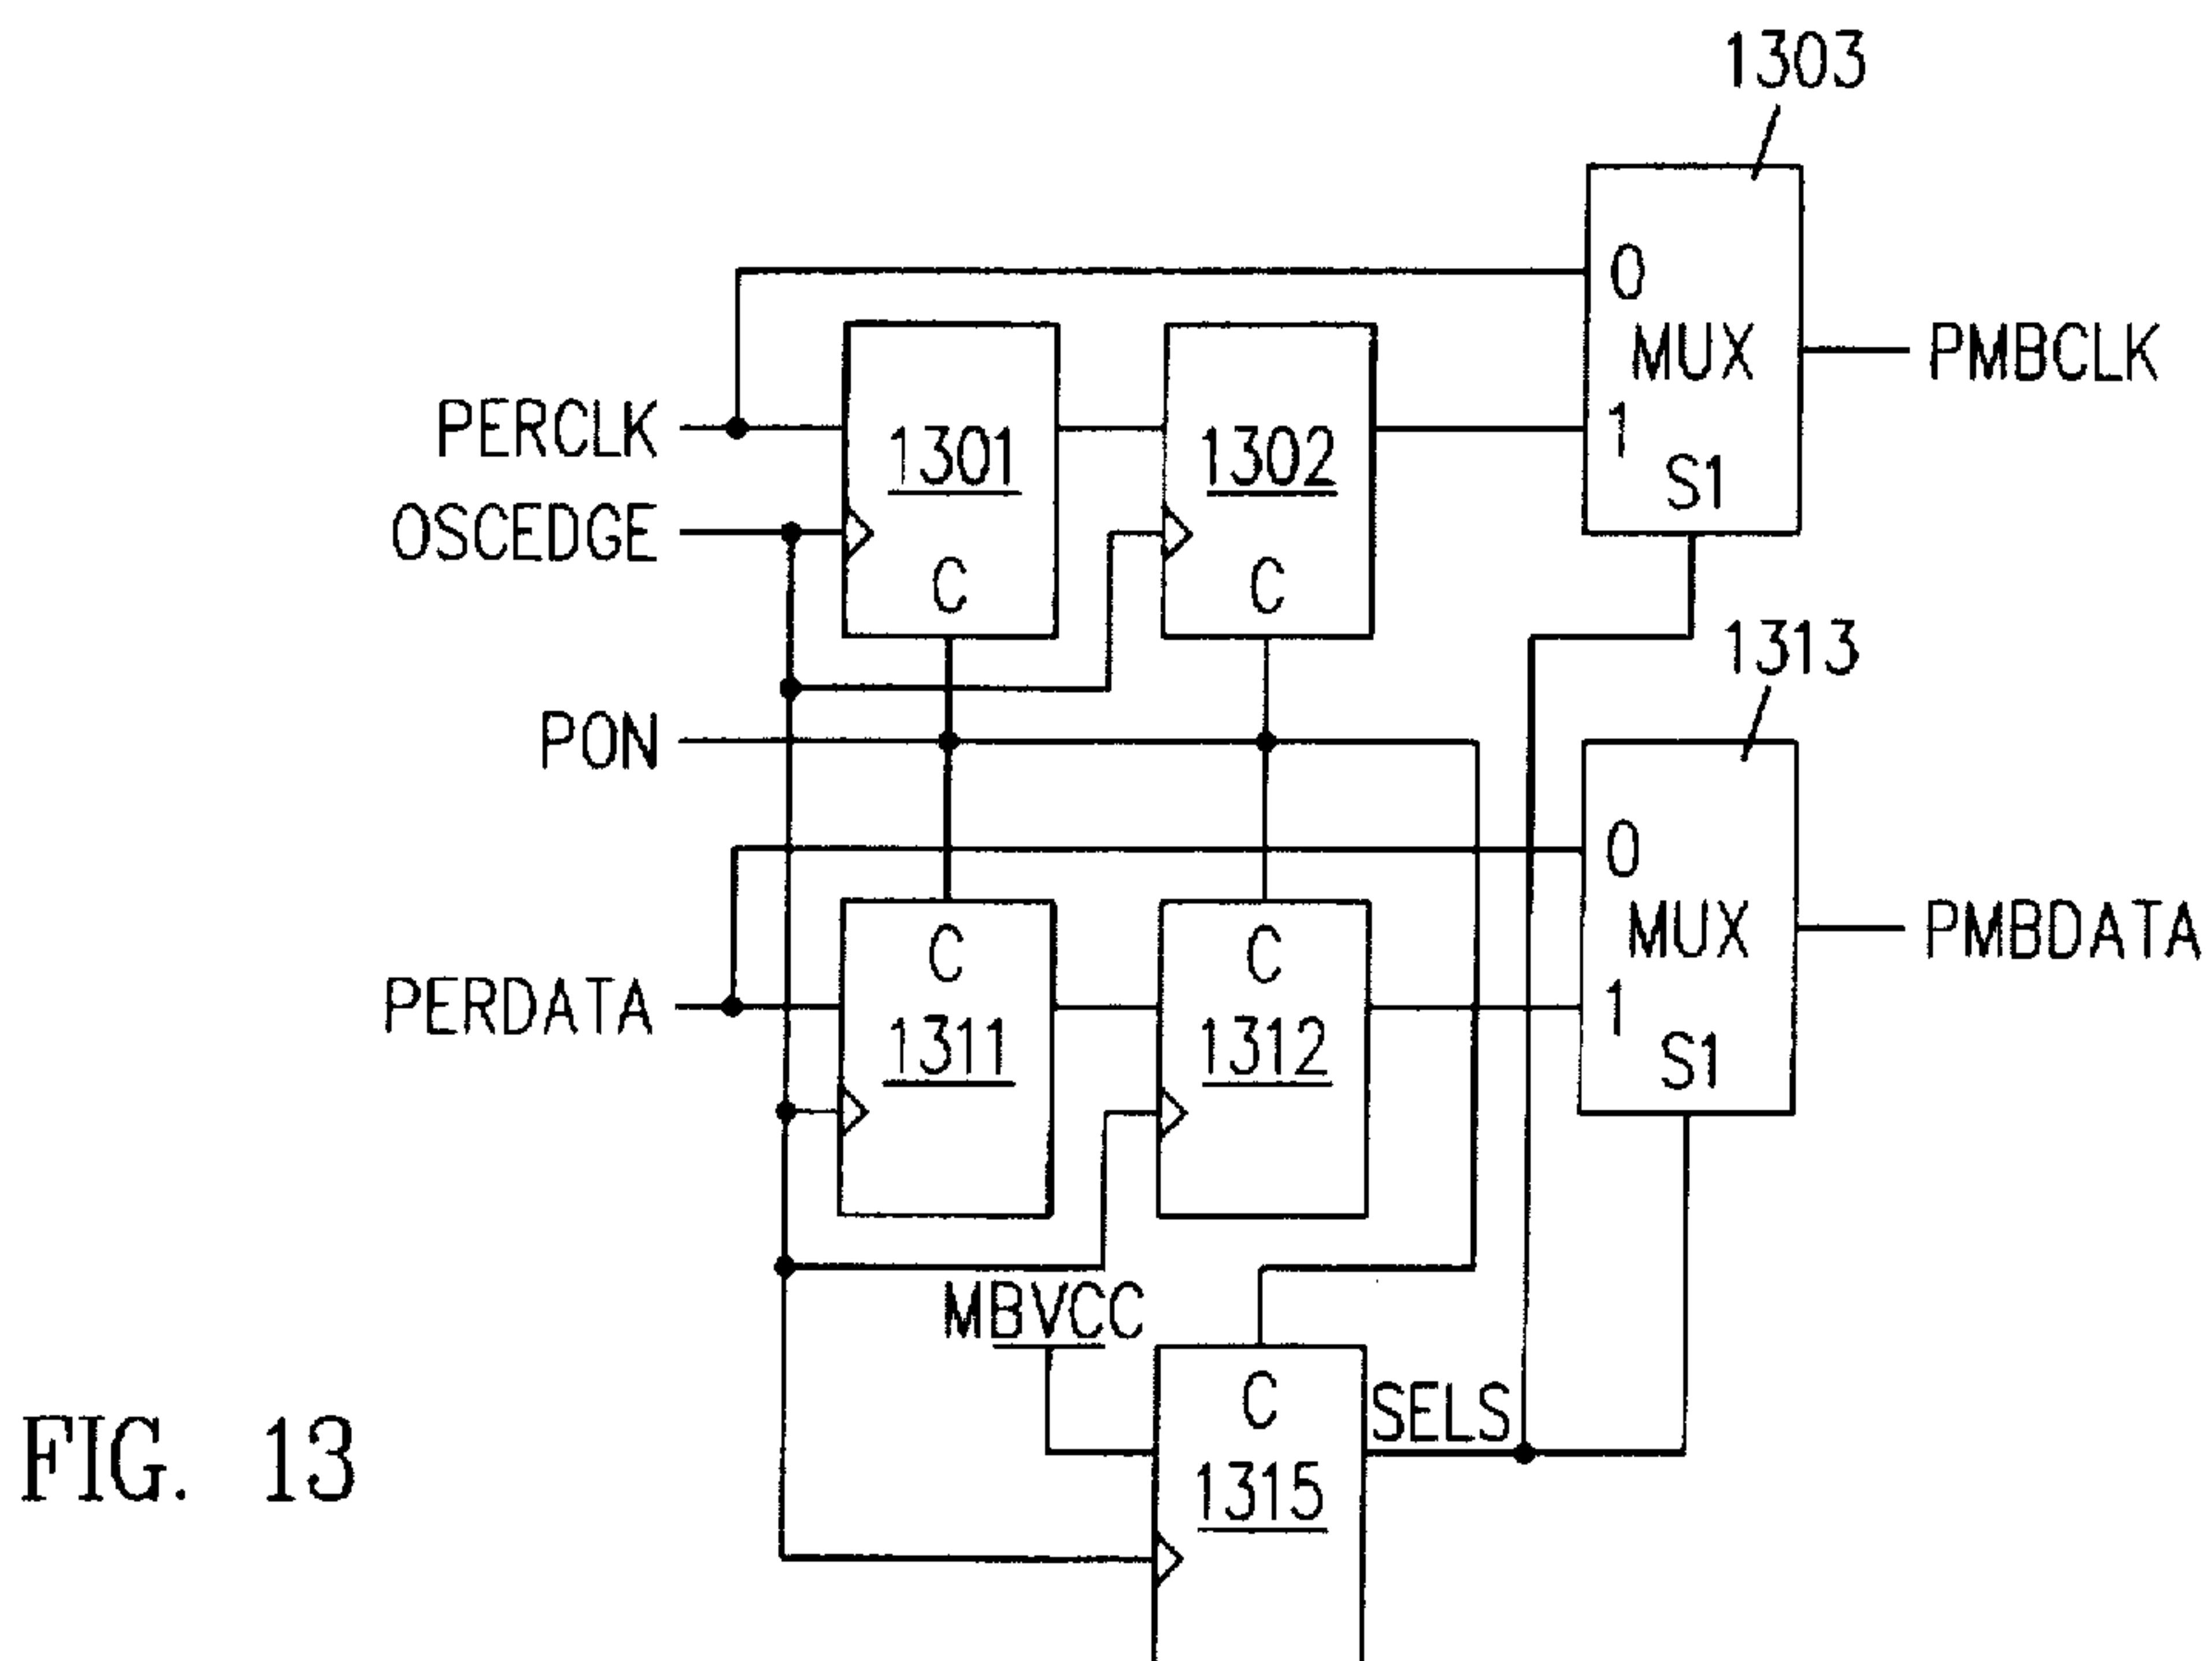 1303
0
MUX
1
S1
PMBCLK
PERCLK
OSCEDGE
PON
1301
C
1302
C
1313
0
MUX
1
S1
PMBDATA
PERDATA
C
1311
C
1312
MBVCC
C
1315
SELS
FIG. 13